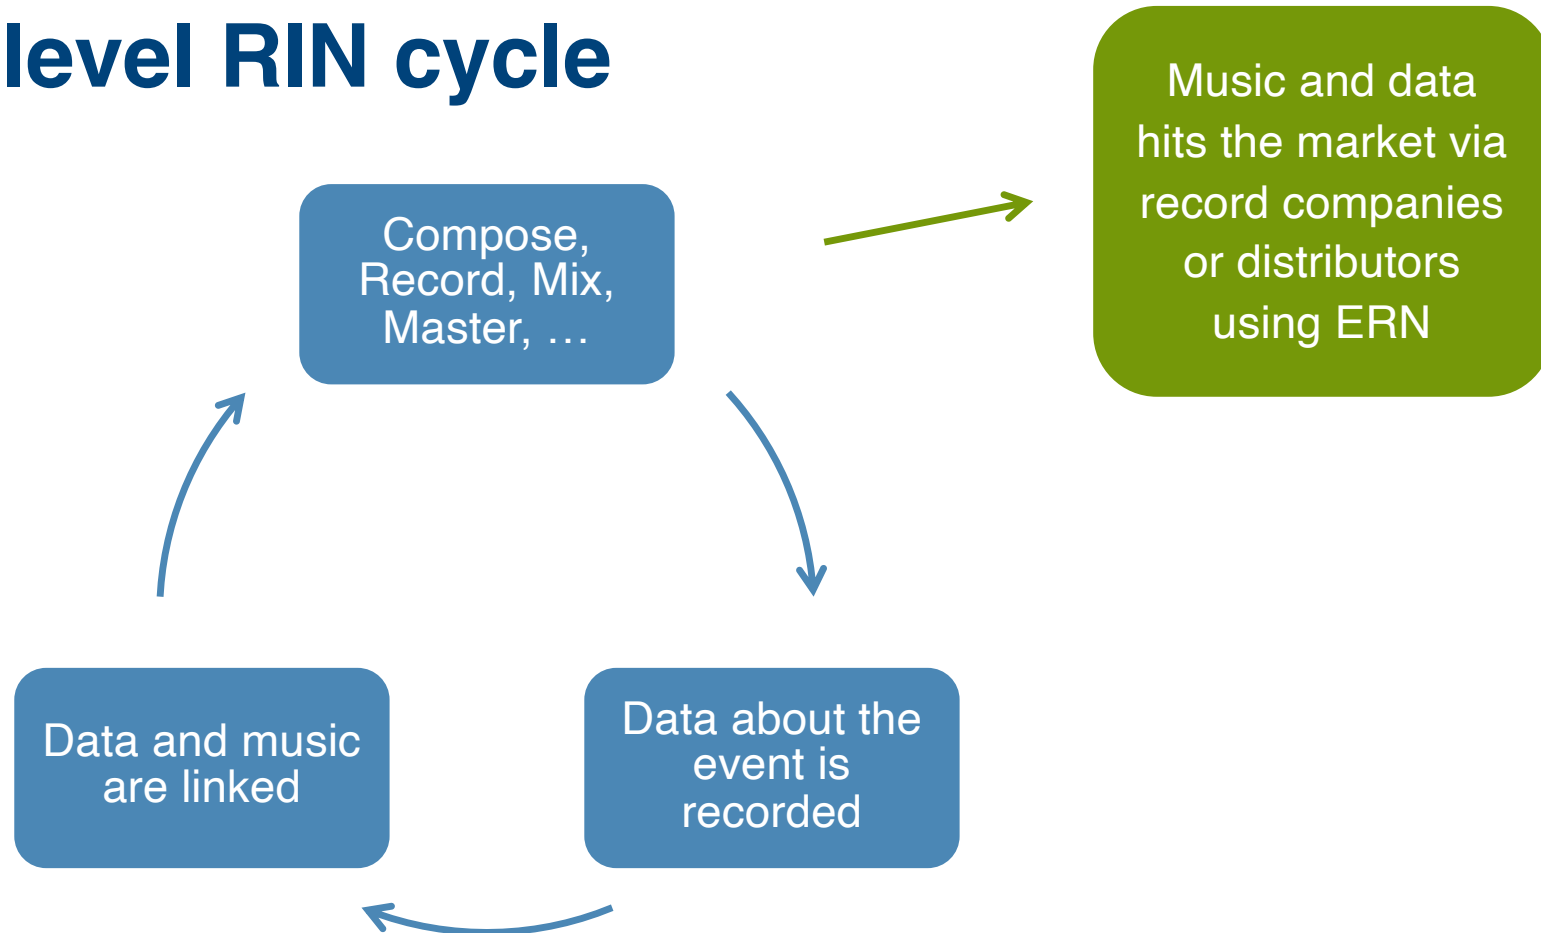 level RIN cycle
Music and data
hits the market via
record companies
or distributors
using ERN
Compose,
Record, Mix,
Master, …
Data and music
are linked
Data about the
event is
recorded